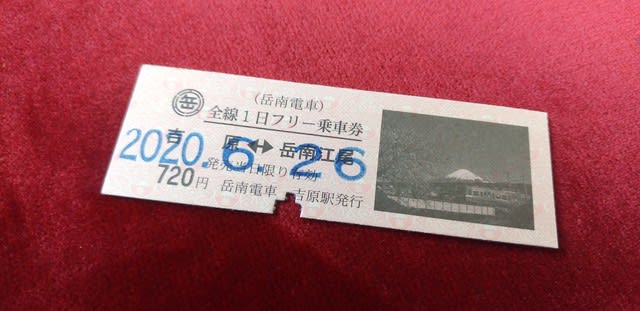 岳
(岳南電車)
全線1日フリー乗車券
吉原↔岳南江尾
2020.6.26
発売当日限り有効
720円 岳南電車 吉原駅発行